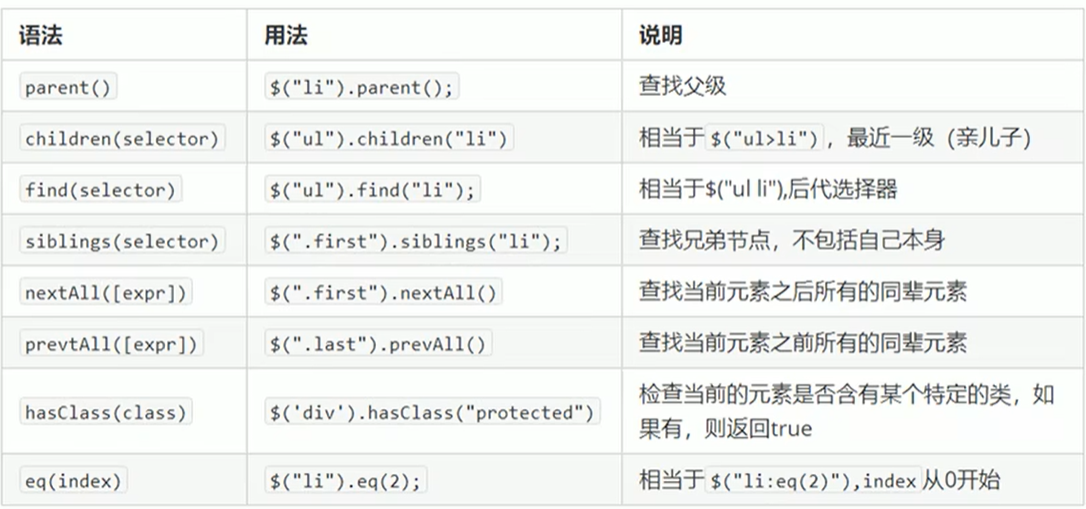 语法 用法 说明
parent() $("li").parent(); 查找父级
children(selector) $("ul").children("li") 相当于$("ul>li")，最近一级（亲儿子）
find(selector) $("ul").find("li"); 相当于$("ul li"),后代选择器
siblings(selector) $(".first").siblings("li"); 查找兄弟节点，不包括自己本身
nextAll([expr]) $(".first").nextAll() 查找当前元素之后所有的同辈元素
prevtAll([expr]) $(".last").prevAll() 查找当前元素之前所有的同辈元素
hasClass(class) $('div').hasClass("protected") 检查当前的元素是否含有某个特定的类，如
果有，则返回true
eq(index) $("li").eq(2); 相当于$("li:eq(2)"),index从0开始